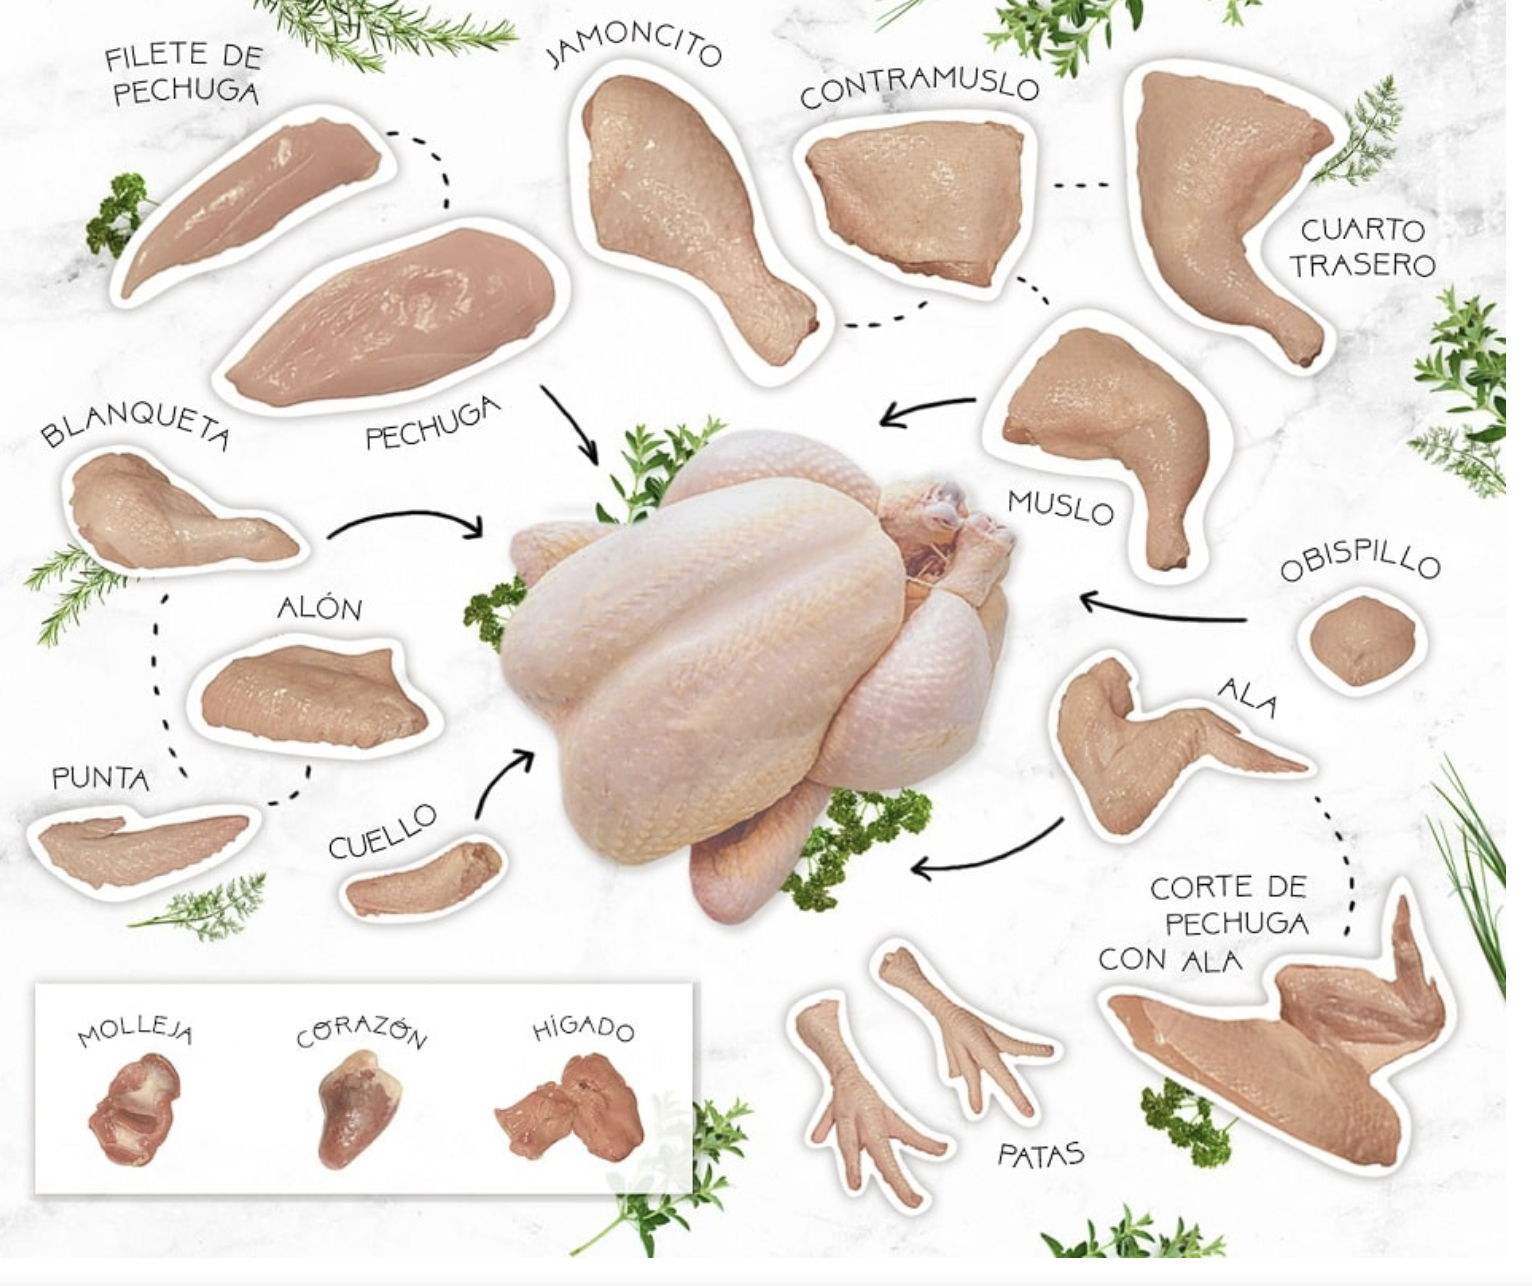 FILETE DE
PECHUGA
JAMONCITO
CONTRAMUSLO
CUARTO
TRASERO
PECHUGA
BLANQUETA
MUSLO
OBISPILLO
ALÓN
ALA
PUNTA
CUELLO
CORTE DE
PECHUGA
CON ALA
MOLLEJA
CORAZÓN
HÍGADO
PATAS